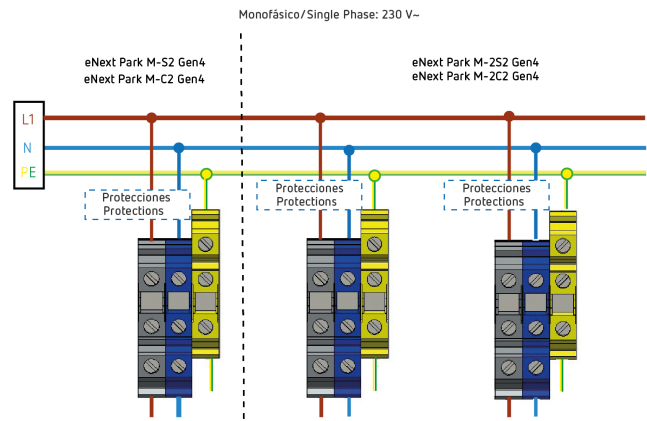 Monofásico/Single Phase: 230 V~
eNext Park M-S2 Gen4
eNext Park M-C2 Gen4
eNext Park M-2S2 Gen4
eNext Park M-2C2 Gen4
L1
N
PE
Protecciones
Protections
Protecciones
Protections
Protecciones
Protections